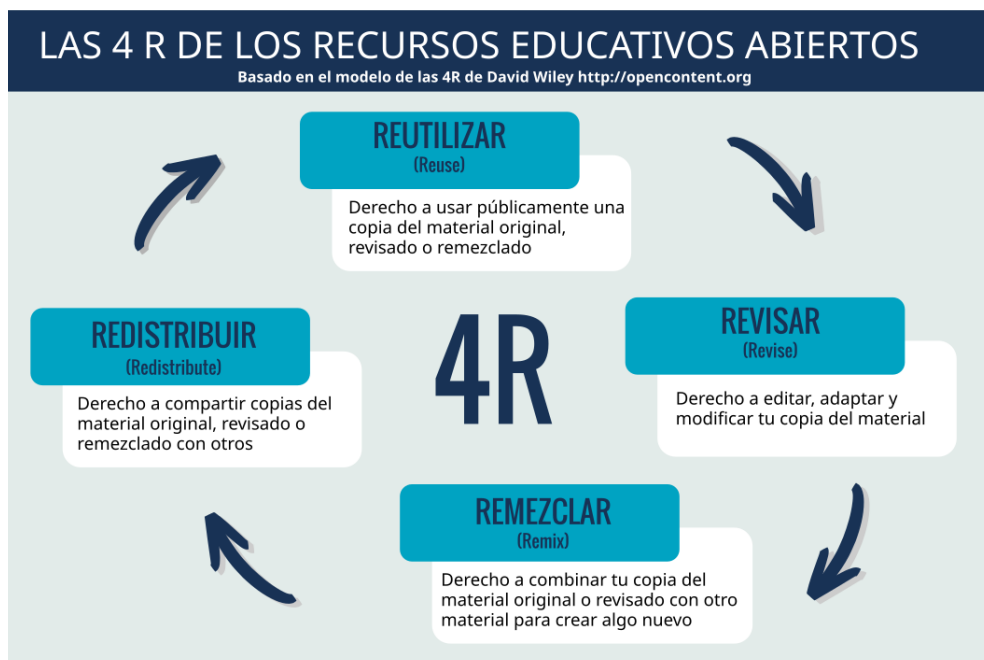 LAS 4 R DE LOS RECURSOS EDUCATIVOS ABIERTOS
Basado en el modelo de las 4R de David Wiley http://opencontent.org
REUTILIZAR
(Reuse)
Derecho a usar públicamente una
copia del material original,
revisado o remezclado
REVISAR
(Revise)
Derecho a editar, adaptar y
modificar tu copia del material
4R
REDISTRIBUIR
(Redistribute)
Derecho a compartir copias del
material original, revisado o
remezclado con otros
REMEZCLAR
(Remix)
Derecho a combinar tu copia del
material original o revisado con otro
material para crear algo nuevo